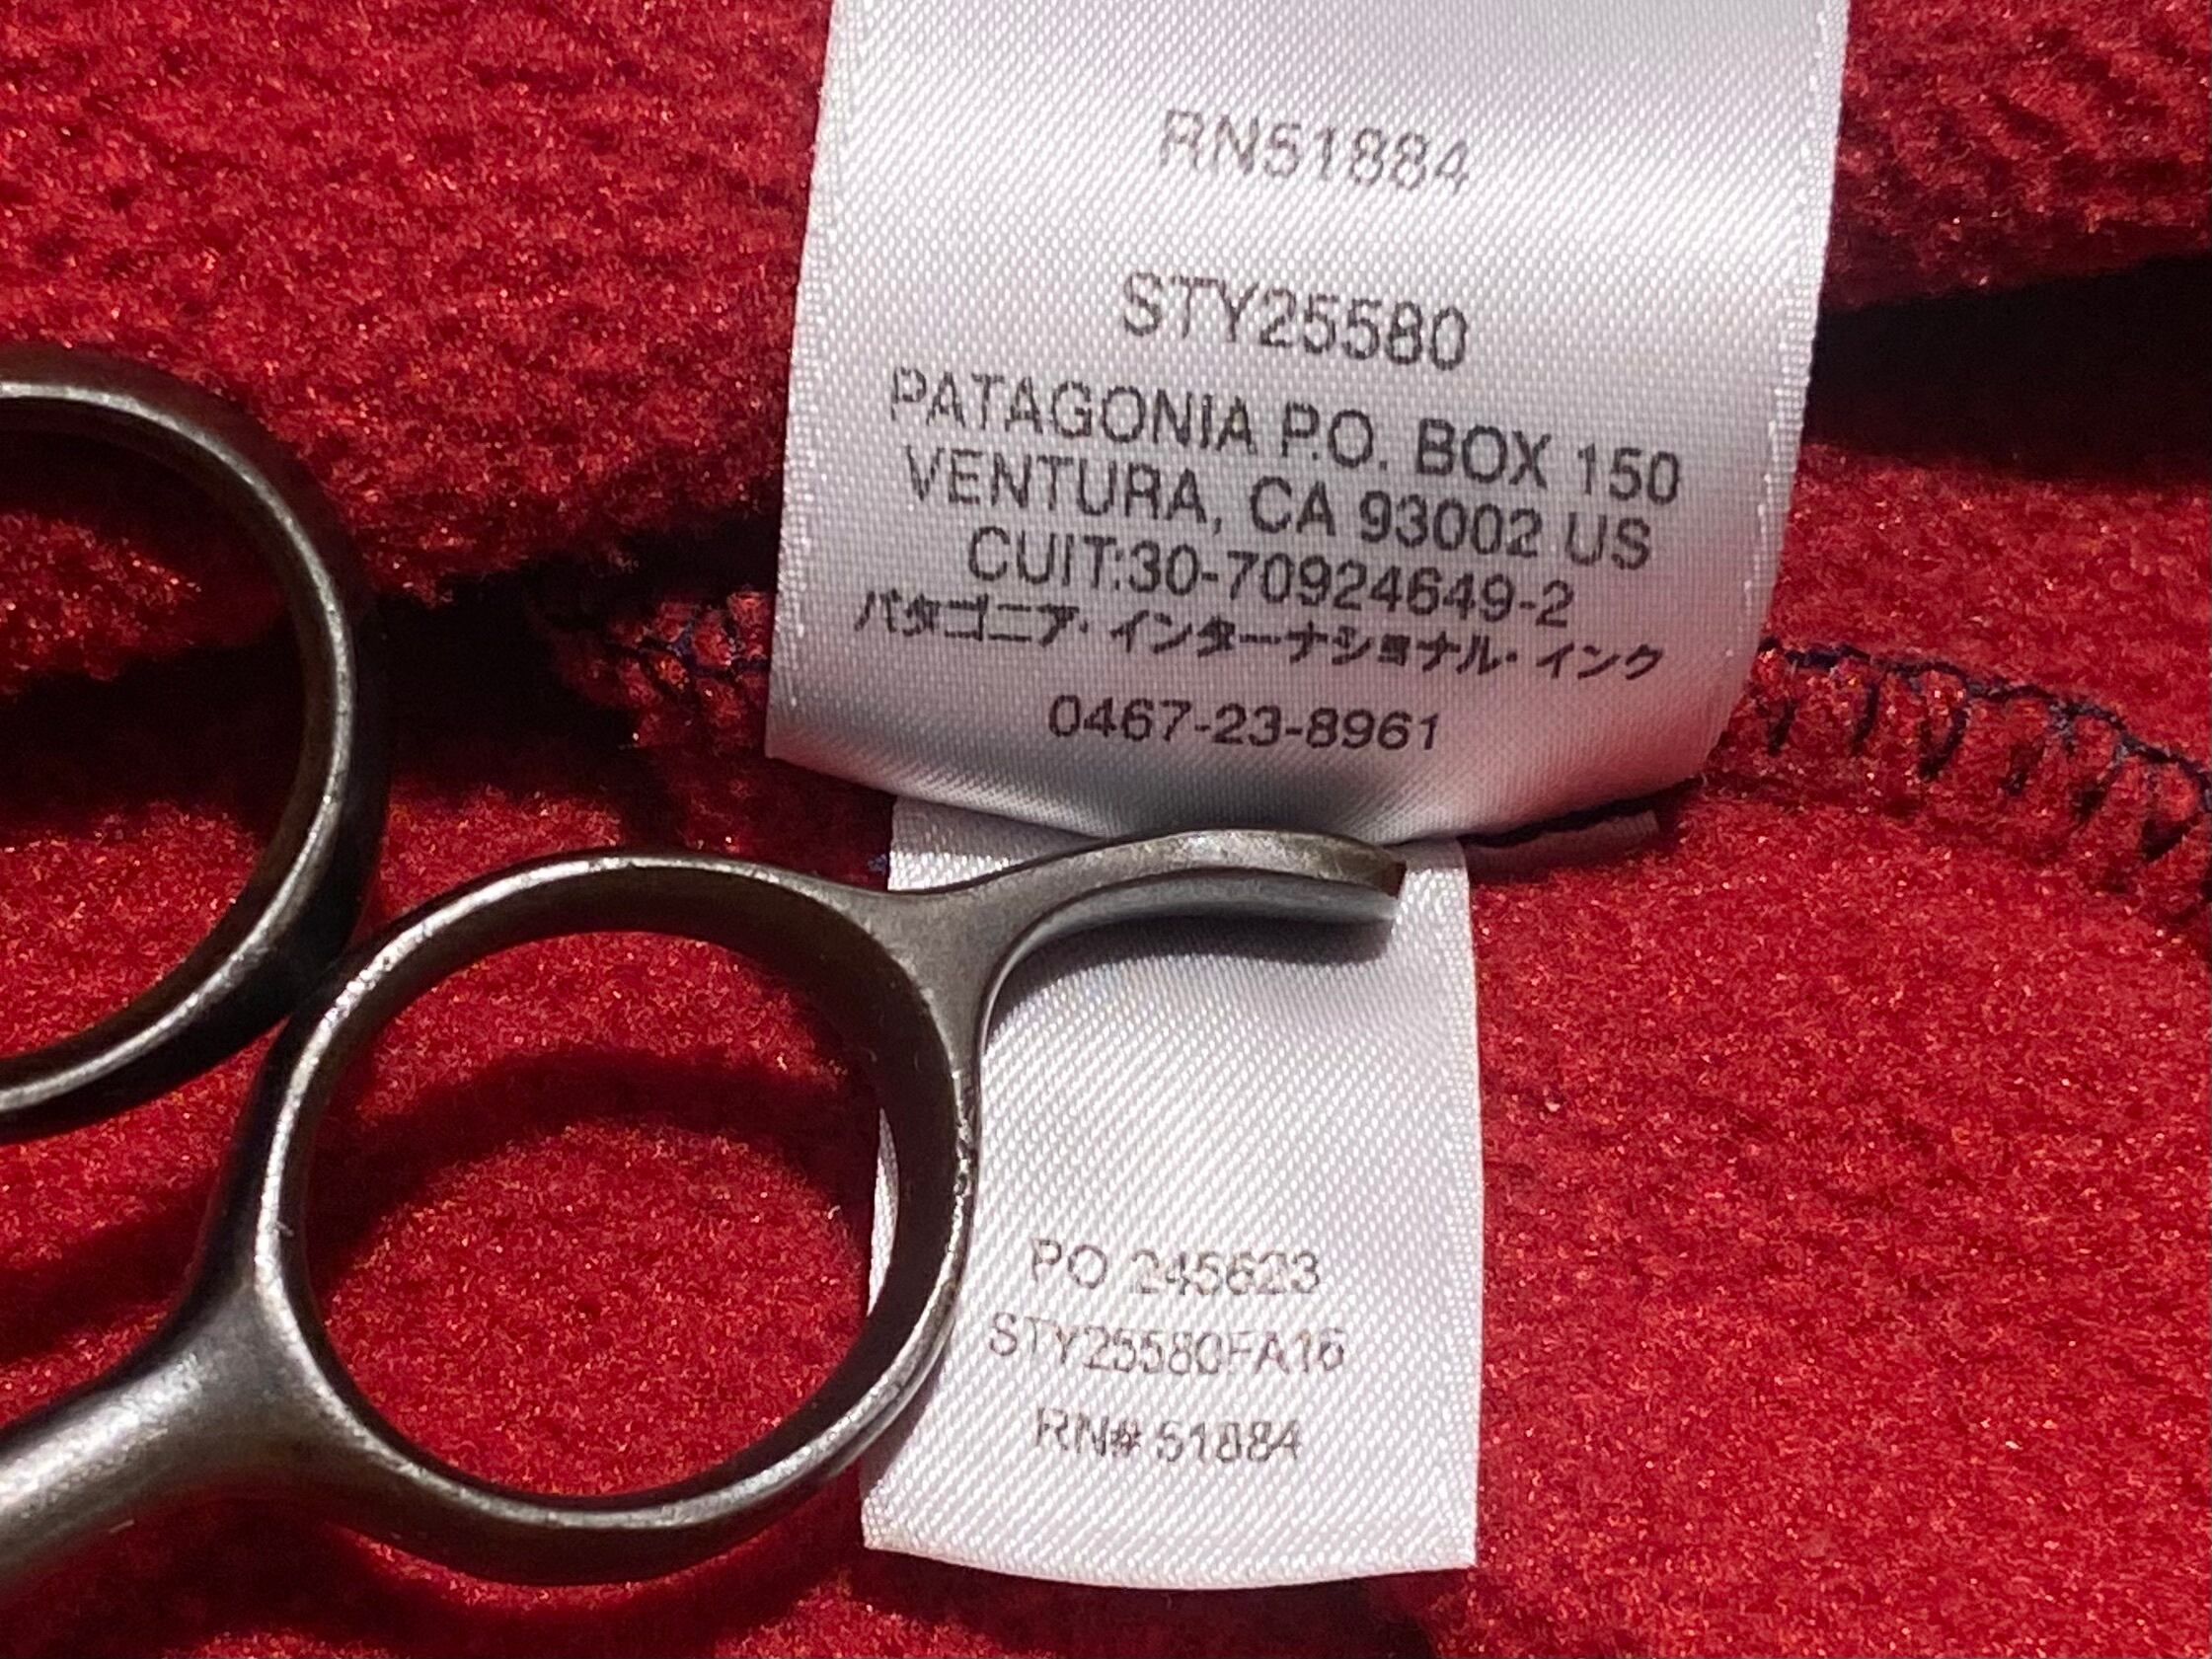 RN51884
STY25580
PATAGONIA P.O. BOX 150
VENTURA, CA 93002 US
CUIT:30-70924649-2
パタゴニア・インターナショナル・インク
0467-23-8961
PO 245623
STY25580FA16
RN# 51884